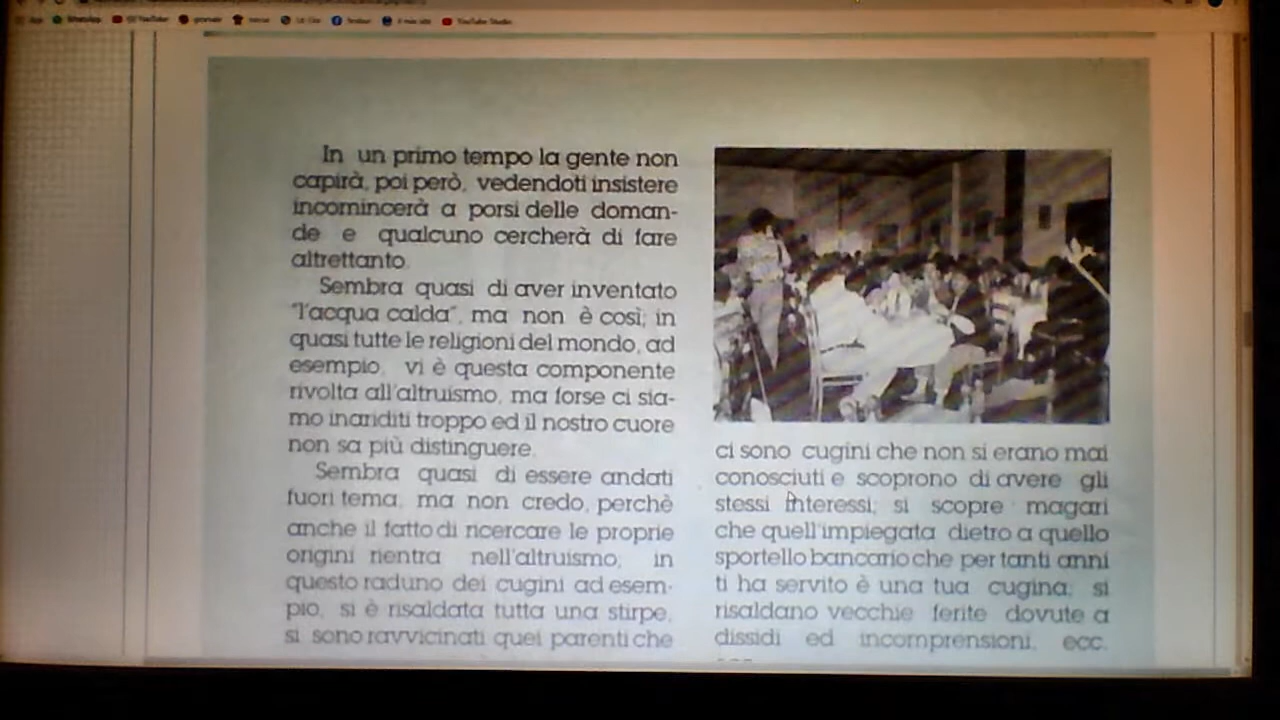 WhatsApp
YouTube
YouTube Studio
In un primo tempo la gente non
capirà, poi però, vedendoti insistere
incomincerà a porsi delle doman-
de e qualcuno cercherà di fare
altrettanto.
Sembra quasi di aver inventato
"l'acqua calda", ma non è così; in
quasi tutte le religioni del mondo, ad
esempio, vi è questa componente
rivolta all'altruismo, ma forse ci sia-
mo inariditi troppo ed il nostro cuore
non sa più distinguere.
Sembra quasi di essere andati
fuori tema, ma non credo, perchè
anche il fatto di ricercare le proprie
origini rientra nell'altruismo; in
questo raduno dei cugini ad esem-
pio, si è risaldata tutta una stirpe,
si sono ravvicinati quei parenti che
ci sono cugini che non si erano mai
conosciuti e scoprono di avere gli
stessi interessi; si scopre magari
che quell'impiegata dietro a quello
sportello bancario che per tanti anni
ti ha servito è una tua cugina; si
risaldano vecchie ferite dovute a
dissidi ed incomprensioni, ecc.